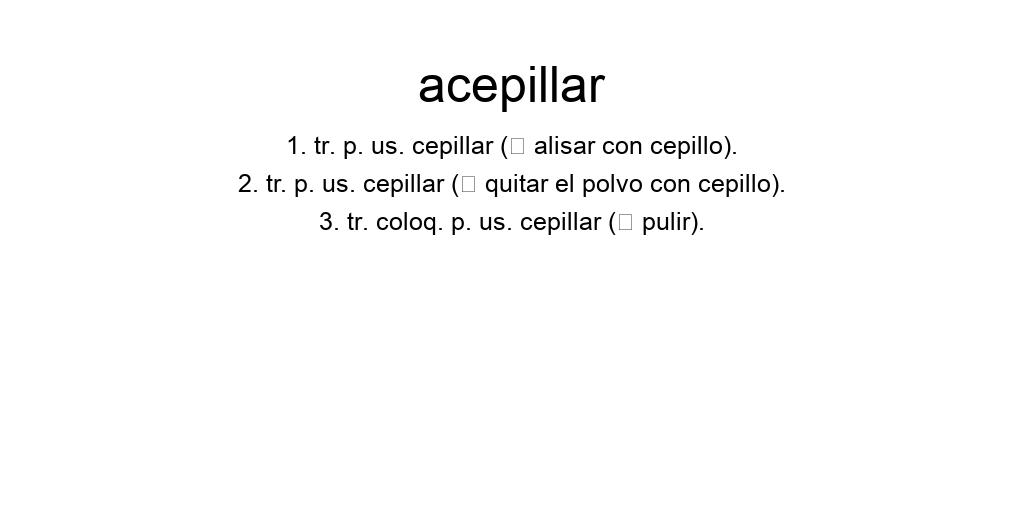 acepillar
1. tr. p. us. cepillar (□ alisar con cepillo).
2. tr. p. us. cepillar (□ quitar el polvo con cepillo).
3. tr. coloq. p. us. cepillar (□ pulir).